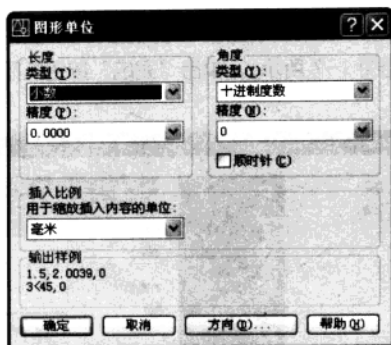 图形单位
长度
类型(T):
小数
精度(P):
0.0000
角度
类型(Y):
十进制度数
精度(N):
0
顺时针(C)
插入比例
用于缩放插入内容的单位:
毫米
输出样例
1.5,2.0039,0
3<45,0
确定
取消
方向(D)...
帮助(H)